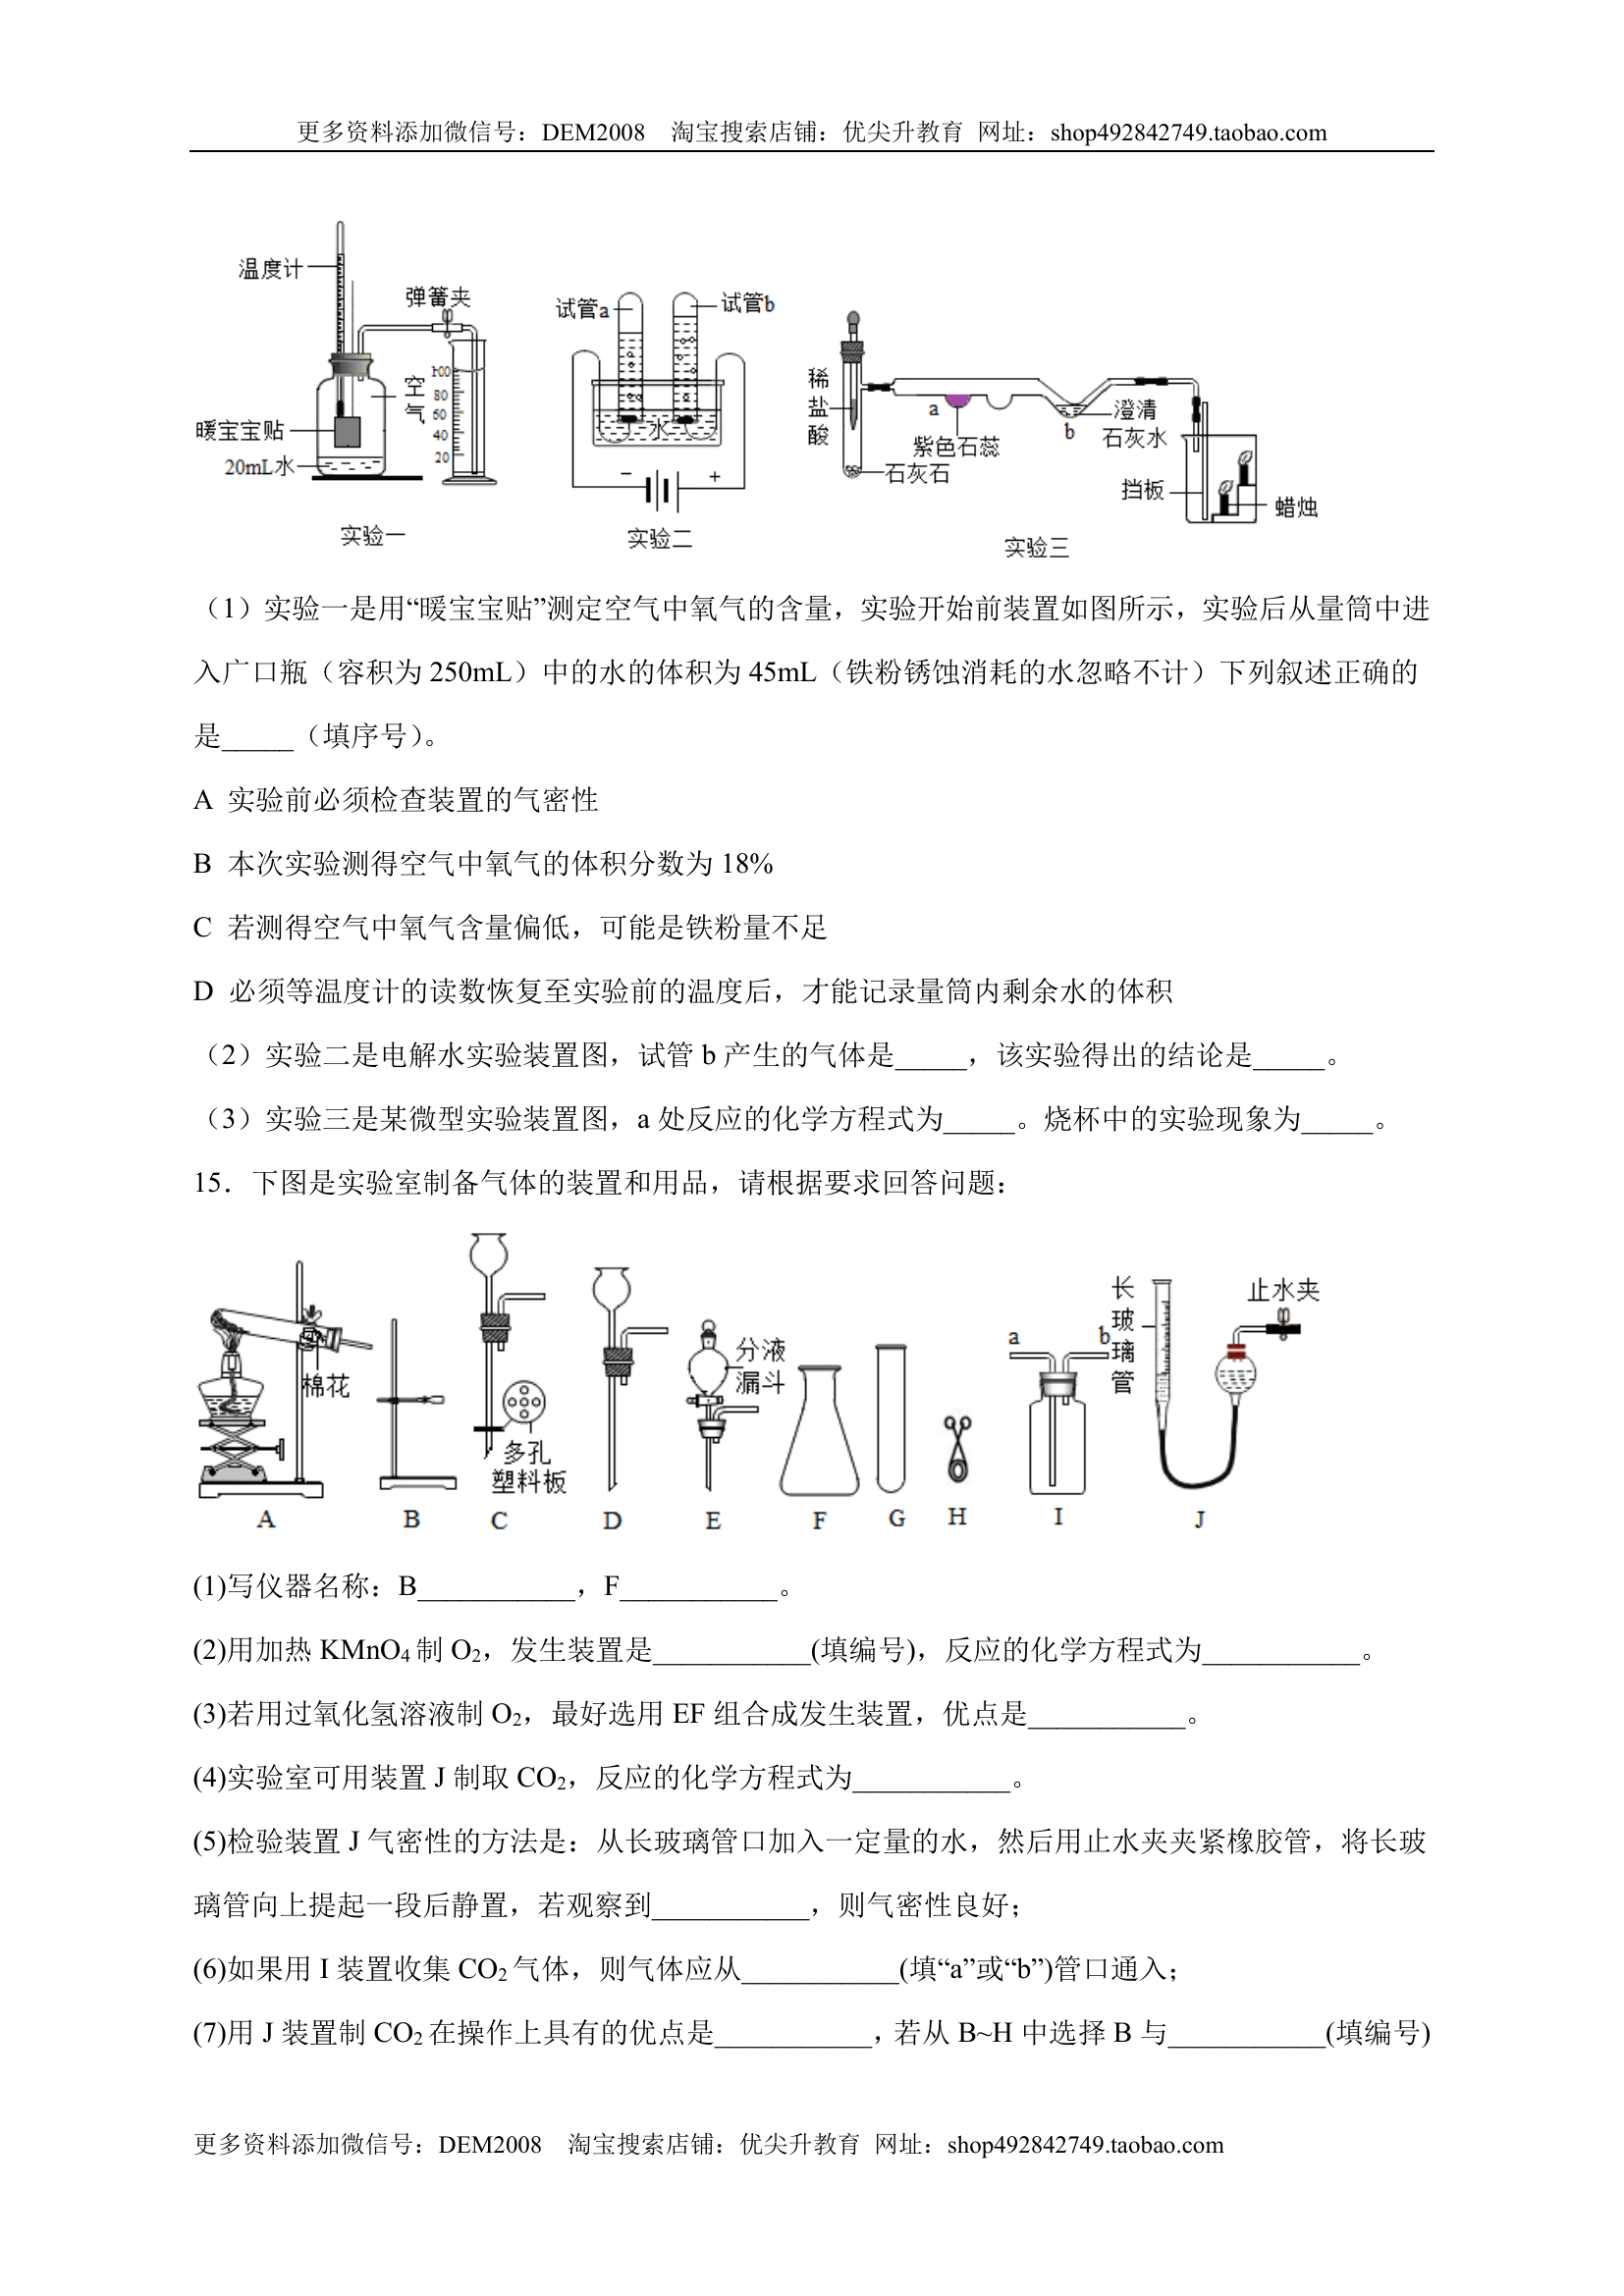 更多资料添加微信号：DEM2008 淘宝搜索店铺：优尖升教育 网址：shop492842749.taobao.com
温度计
弹簧夹
空气
暖宝宝贴
20mL水
100
80
60
40
20
实验一
试管a
试管b
水
－
+
实验二
稀盐酸
a
紫色石蕊
石灰石
b
澄清石灰水
挡板
蜡烛
实验三
（1）实验一是用“暖宝宝贴”测定空气中氧气的含量，实验开始前装置如图所示，实验后从量筒中进
入广口瓶（容积为 250mL）中的水的体积为 45mL（铁粉锈蚀消耗的水忽略不计）下列叙述正确的
是_____（填序号）。
A 实验前必须检查装置的气密性
B 本次实验测得空气中氧气的体积分数为 18%
C 若测得空气中氧气含量偏低，可能是铁粉量不足
D 必须等温度计的读数恢复至实验前的温度后，才能记录量筒内剩余水的体积
（2）实验二是电解水实验装置图，试管 b 产生的气体是_____，该实验得出的结论是_____。
（3）实验三是某微型实验装置图，a 处反应的化学方程式为_____。烧杯中的实验现象为_____。
15．下图是实验室制备气体的装置和用品，请根据要求回答问题：
棉花
多孔
塑料板
分液
漏斗
a
b
长玻璃管
止水夹
A B C D E F G H I J
(1)写仪器名称：B___________，F___________。
(2)用加热 KMnO₄制 O₂，发生装置是___________(填编号)，反应的化学方程式为___________。
(3)若用过氧化氢溶液制 O₂，最好选用 EF 组合成发生装置，优点是___________。
(4)实验室可用装置 J 制取 CO₂，反应的化学方程式为___________。
(5)检验装置 J 气密性的方法是：从长玻璃管口加入一定量的水，然后用止水夹夹紧橡胶管，将长玻
璃管向上提起一段后静置，若观察到___________，则气密性良好；
(6)如果用 I 装置收集 CO₂气体，则气体应从___________(填“a”或“b”)管口通入；
(7)用 J 装置制 CO₂在操作上具有的优点是___________，若从 B~H 中选择 B 与___________(填编号)
更多资料添加微信号：DEM2008 淘宝搜索店铺：优尖升教育 网址：shop492842749.taobao.com